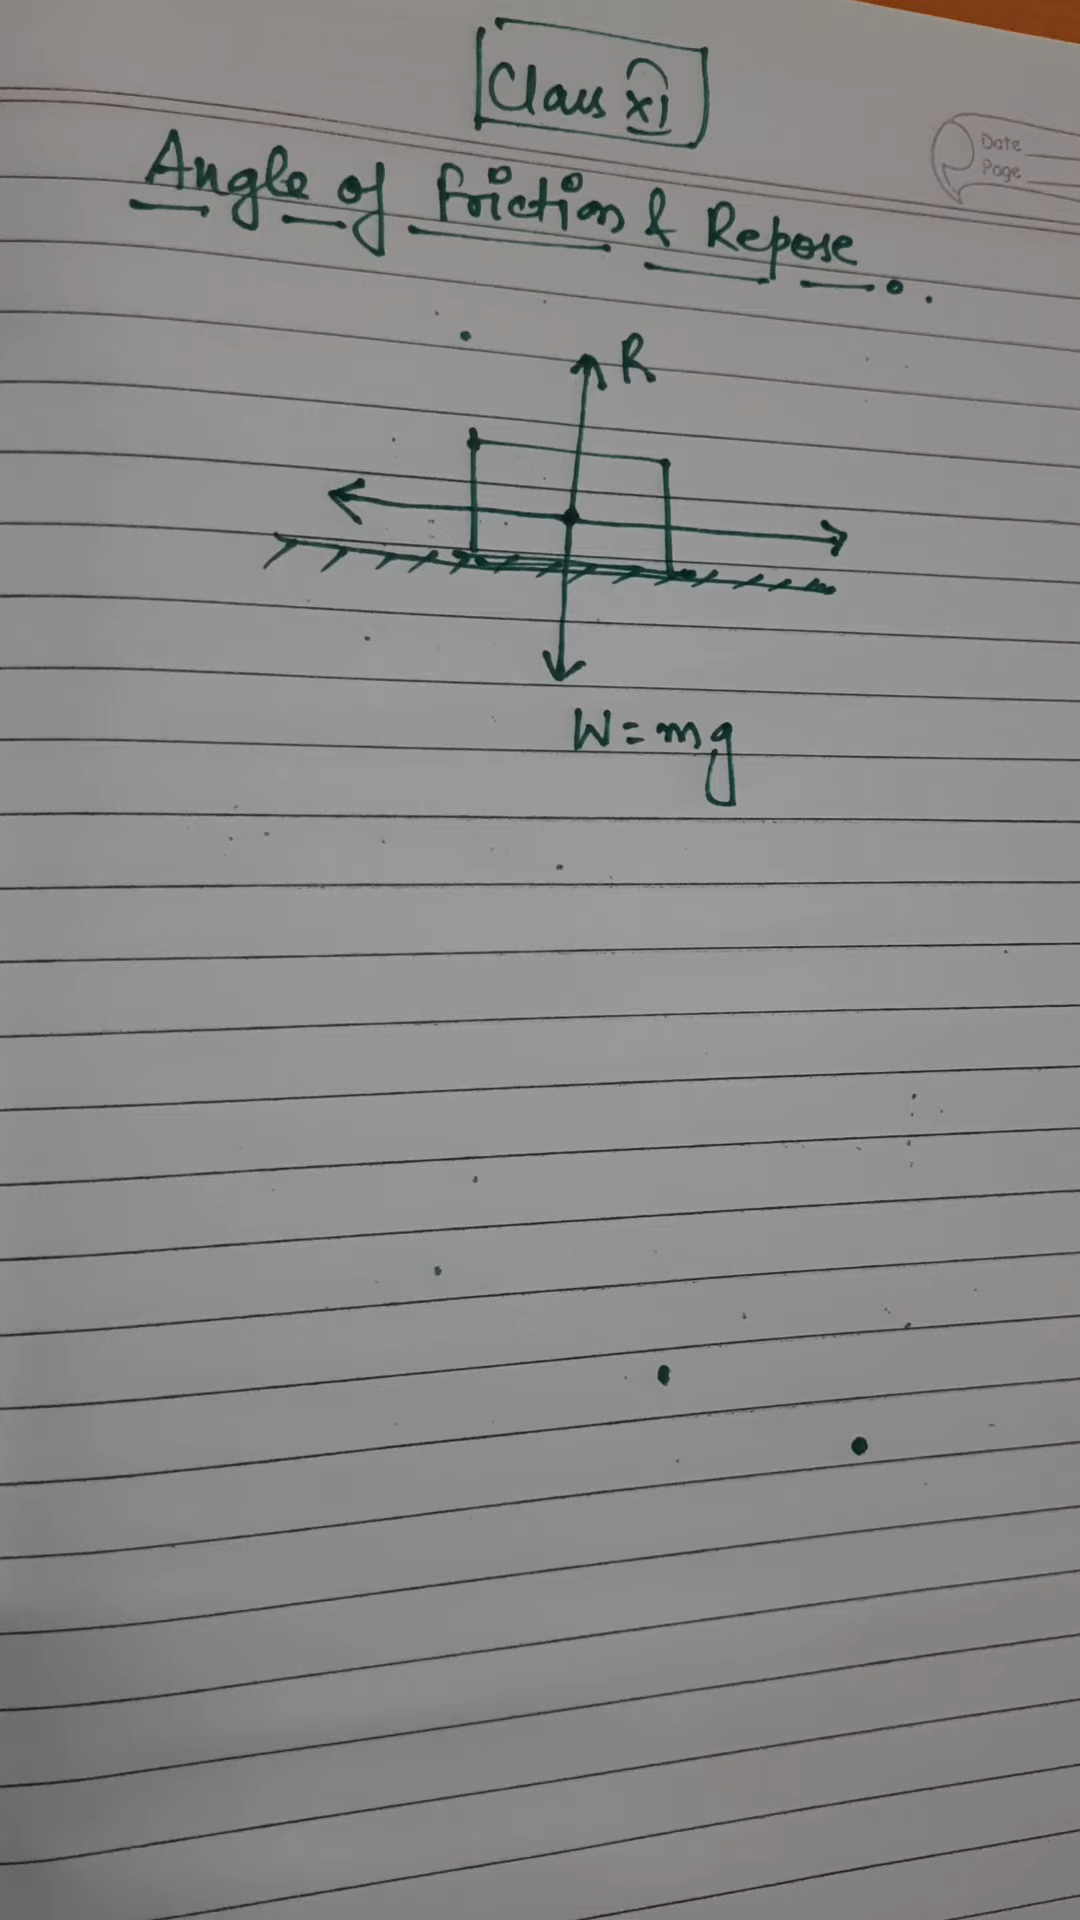 Class XI
Date
Page
Angle of friction & Repose
R
W = mg